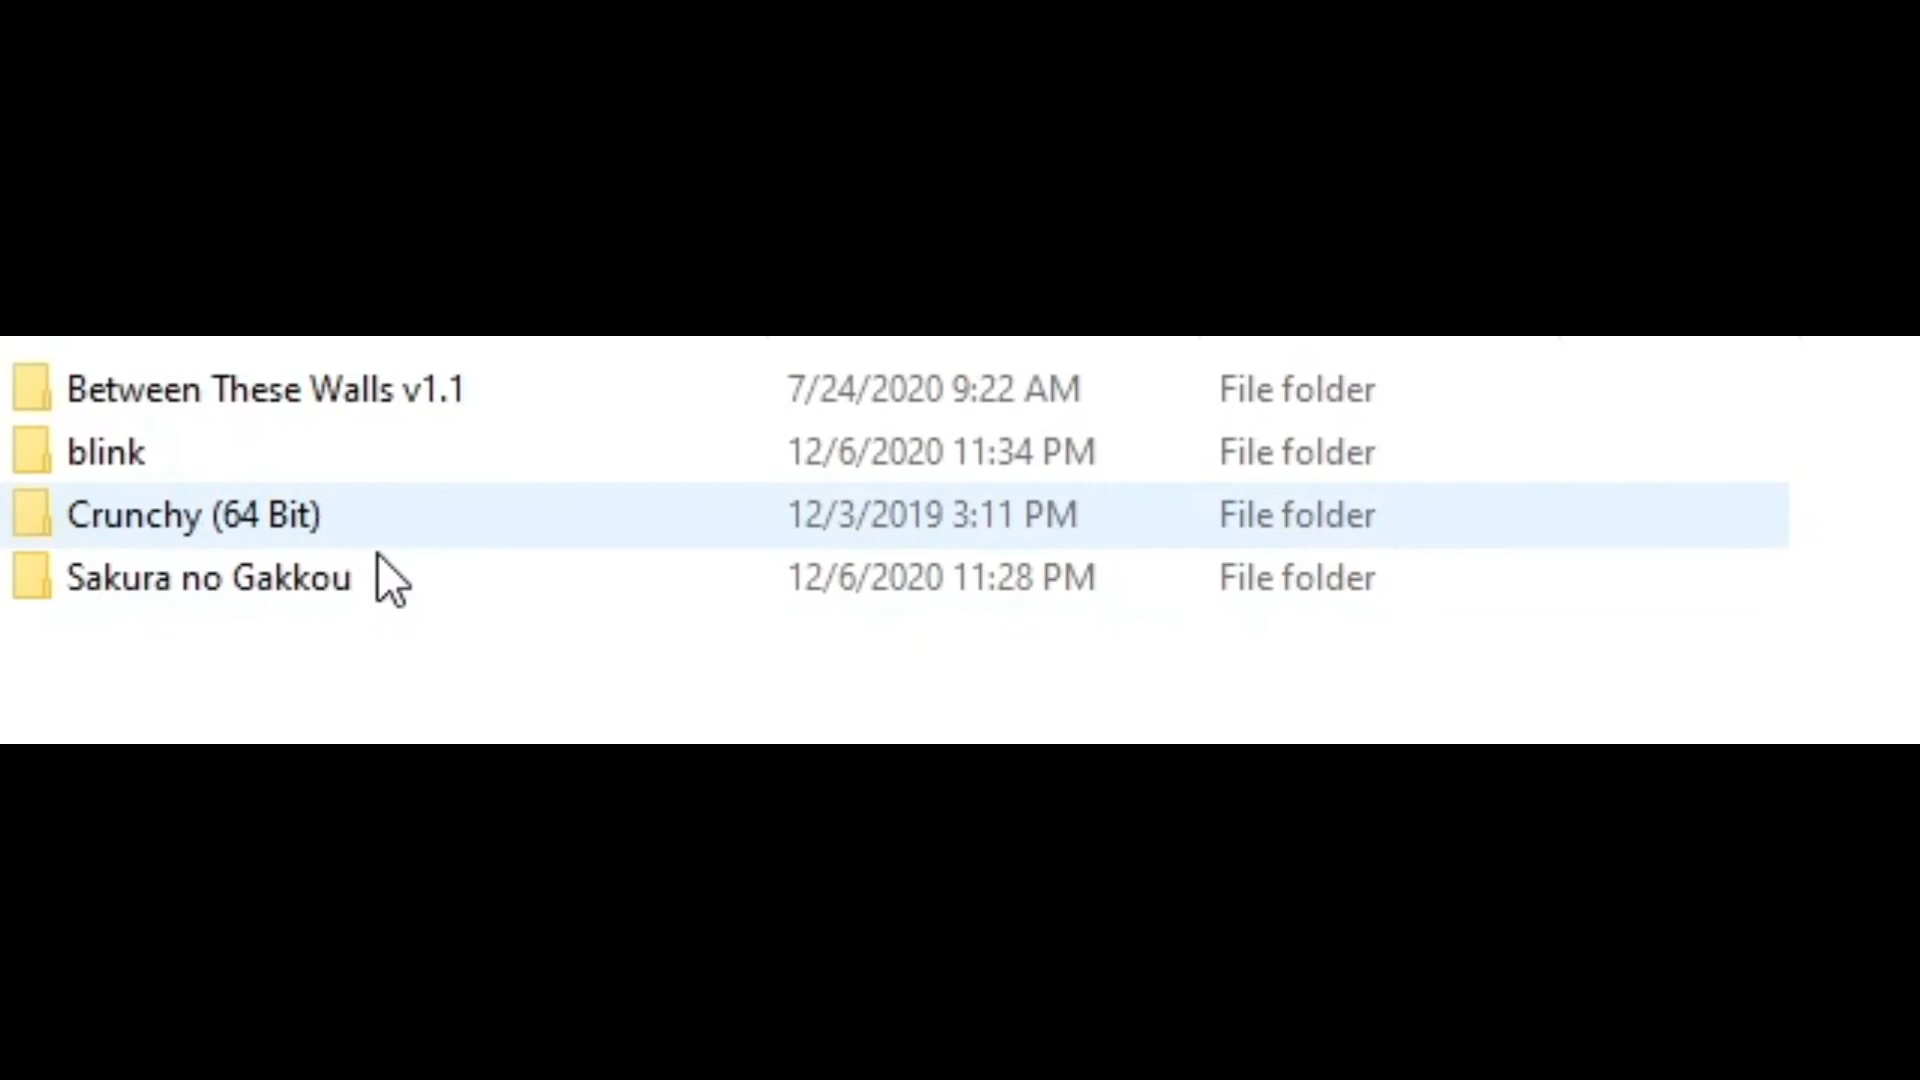 Between These Walls v1.1 7/24/2020 9:22 AM File folder
blink 12/6/2020 11:34 PM File folder
Crunchy (64 Bit) 12/3/2019 3:11 PM File folder
Sakura no Gakkou 12/6/2020 11:28 PM File folder